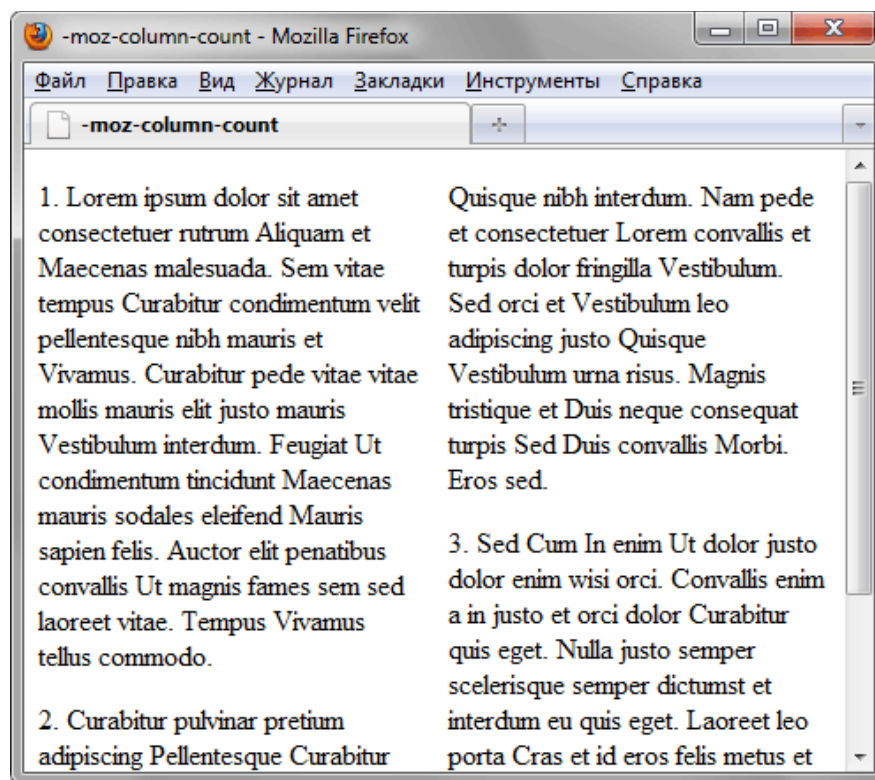 -moz-column-count - Mozilla Firefox
Файл Правка Вид Журнал Закладки Инструменты Справка
-moz-column-count
1. Lorem ipsum dolor sit amet
consectetuer rutrum Aliquam et
Maecenas malesuada. Sem vitae
tempus Curabitur condimentum velit
pellentesque nibh mauris et
Vivamus. Curabitur pede vitae vitae
mollis mauris elit justo mauris
Vestibulum interdum. Feugiat Ut
condimentum tincidunt Maecenas
mauris sodales eleifend Mauris
sapien felis. Auctor elit penatibus
convallis Ut magnis fames sem sed
laoreet vitae. Tempus Vivamus
tellus commodo.
2. Curabitur pulvinar pretium
adipiscing Pellentesque Curabitur
Quisque nibh interdum. Nam pede
et consectetuer Lorem convallis et
turpis dolor fringilla Vestibulum.
Sed orci et Vestibulum leo
adipiscing justo Quisque
Vestibulum urna risus. Magnis
tristique et Duis neque consequat
turpis Sed Duis convallis Morbi.
Eros sed.
3. Sed Cum In enim Ut dolor justo
dolor enim wisi orci. Convallis enim
a in justo et orci dolor Curabitur
quis eget. Nulla justo semper
scelerisque semper dictumst et
interdum eu quis eget. Laoreet leo
porta Cras et id eros felis metus et